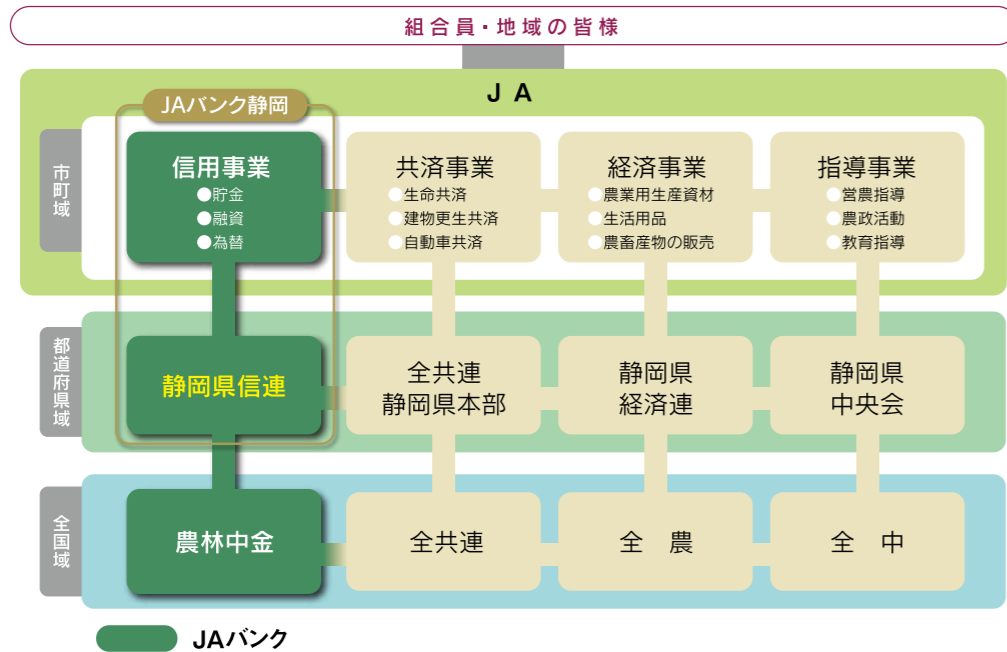 組合員・地域の皆様
JA
JAバンク静岡
市町域
信用事業
●貯金
●融資
●為替
共済事業
●生命共済
●建物更生共済
●自動車共済
経済事業
●農業用生産資材
●生活用品
●農畜産物の販売
指導事業
●営農指導
●農政活動
●教育指導
都道府県域
静岡県信連
全共連
静岡県本部
静岡県
経済連
静岡県
中央会
全国域
農林中金
全共連
全　農
全　中
JAバンク